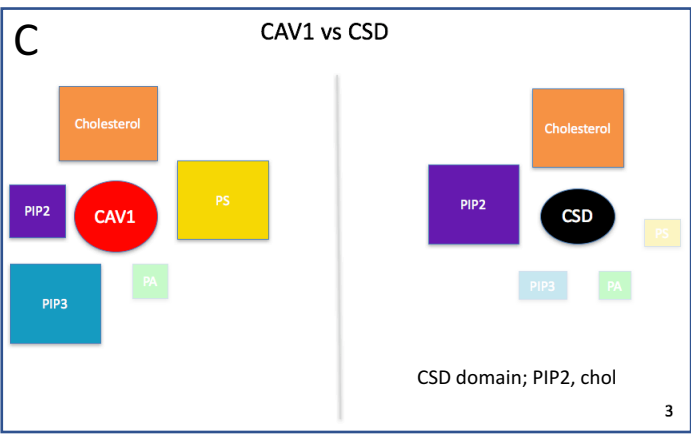 C
CAV1 vs CSD
Cholesterol
PIP2
CAV1
PS
PIP3
PA
Cholesterol
PIP2
CSD
PS
PIP3
PA
CSD domain; PIP2, chol
3